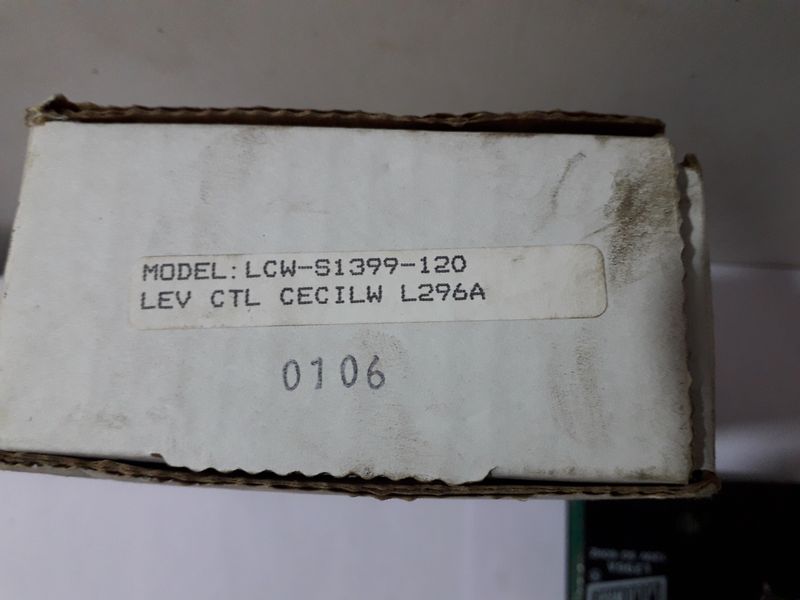 MODEL: LCW-S1399-120
LEV CTL CECILW L296A
0106